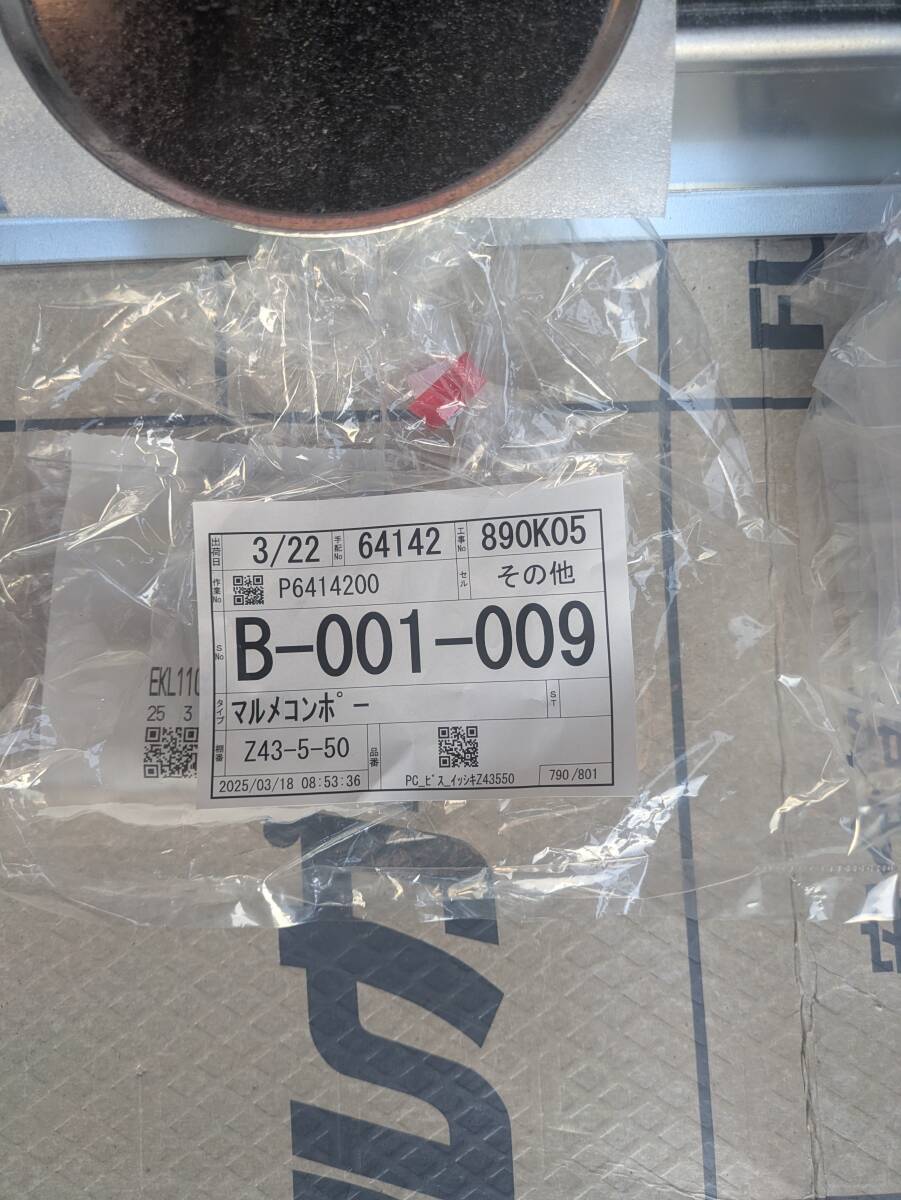 FU
出荷日 3/22 手配No 64142 工事No 890K05
作業No P6414200 セル その他
SNo B-001-009
タイプ マルメコンポー ST
棚番 Z43-5-50 品番
2025/03/18 08:53:36 PC_ビス_イッシキZ43550 790/801
EKL110
25 3